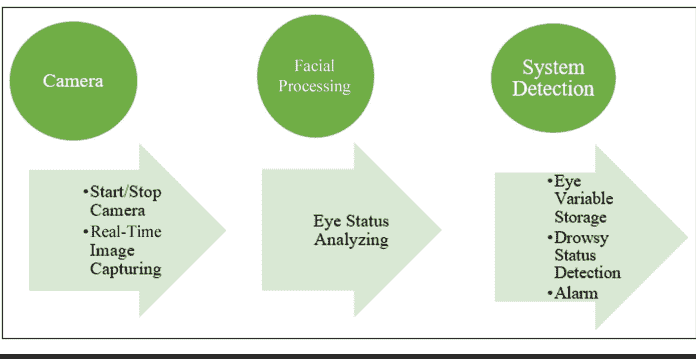 Camera
•Start/Stop
Camera
•Real-Time
Image
Capturing
Facial
Processing
Eye Status
Analyzing
System
Detection
•Eye
Variable
Storage
•Drowsy
Status
Detection
•Alarm